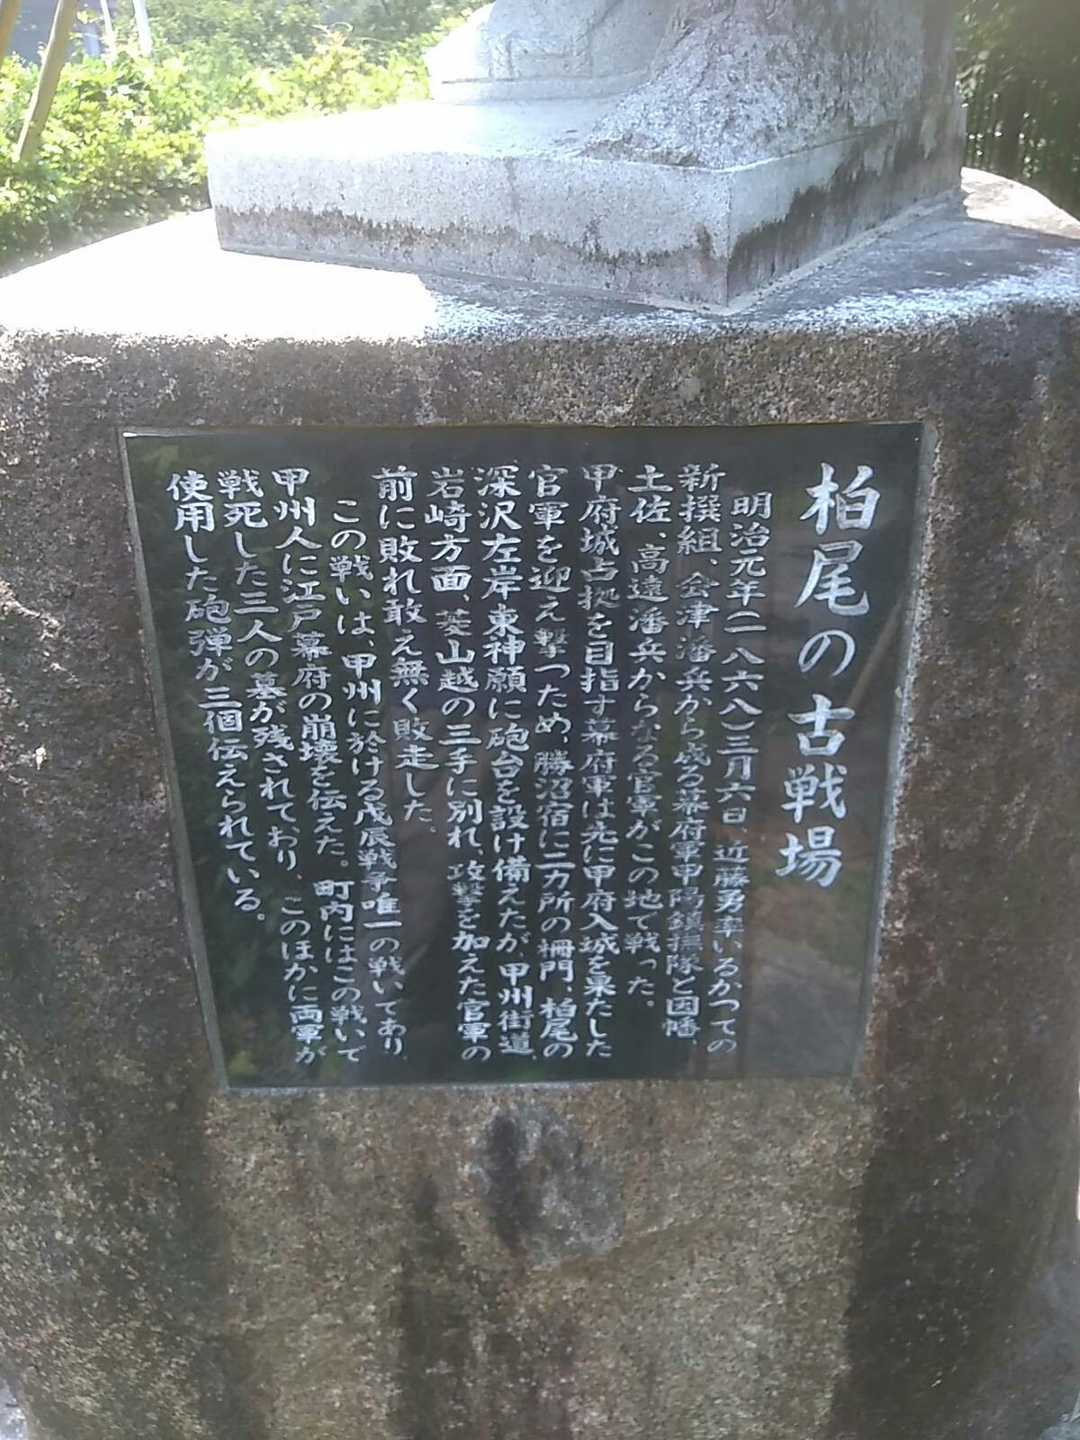 柏尾の古戦場
明治元年(一八六八)三月六日、近藤勇率いるかつての
新撰組、会津藩兵から成る幕府軍甲陽鎮撫隊と因幡、
土佐、高遠藩兵からなる官軍がこの地で戦った。
甲府城占拠を目指す幕府軍は先に甲府入城を果たした
官軍を迎え撃つため、勝沼宿に二カ所の柵門、柏尾の
深沢左岸東神願に砲台を設け備えたが、甲州街道、
岩崎方面、菱山越の三手に別れ、攻撃を加えた官軍の
前に敗れ敢え無く敗走した。
この戦いは、甲州に於ける戊辰戦争唯一の戦いであり、
甲州人に江戸幕府の崩壊を伝えた。町内にはこの戦いで
戦死した三人の墓が残されており、このほかに両軍が
使用した砲弾が三個伝えられている。